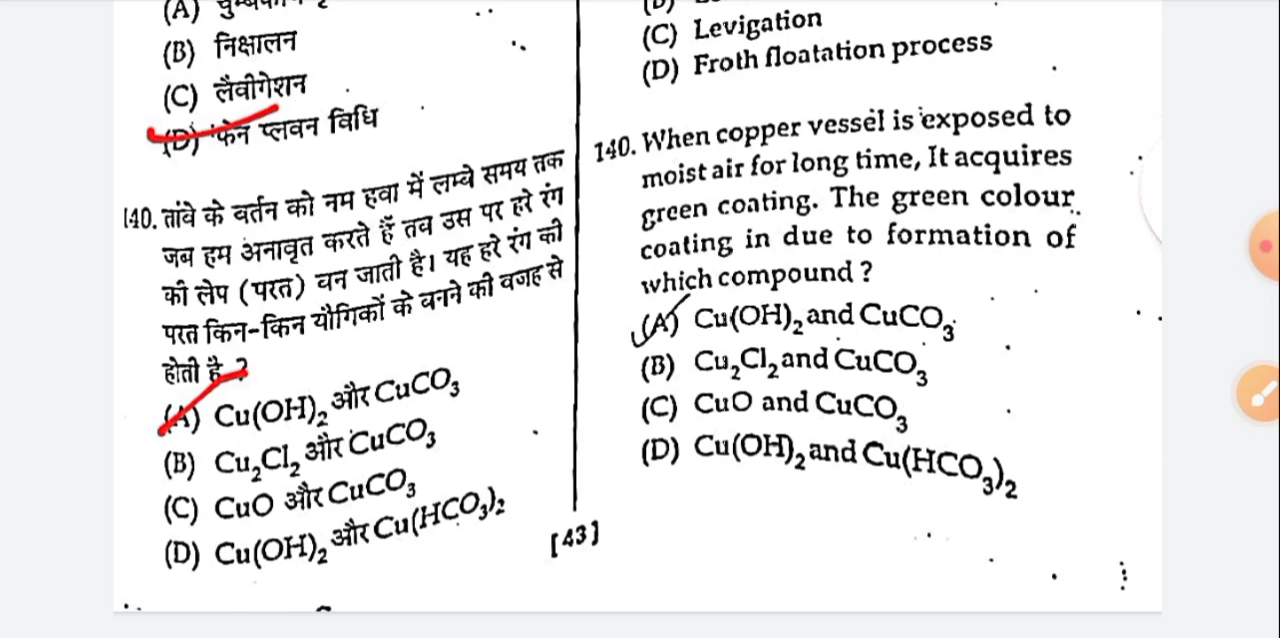 (B) निक्षालन
(C) लैवीगेशन
(D) फेन प्लवन विधि
140. तांबे के वर्तन को नम हवा में लम्बे समय तक
जब हम अनावृत करते हैं तब उस पर हरे रंग
की लेप (परत) बन जाती है। यह हरे रंग की
परत किन-किन यौगिकों के बनने की वजह से
होती है ?
(A) Cu(OH)₂ और CuCO₃
(B) Cu₂Cl₂ और CuCO₃
(C) CuO और CuCO₃
(D) Cu(OH)₂ और Cu(HCO₃)₂
(C) Levigation
(D) Froth floatation process
140. When copper vessel is exposed to
moist air for long time, It acquires
green coating. The green colour
coating in due to formation of
which compound ?
(A) Cu(OH)₂ and CuCO₃
(B) Cu₂Cl₂ and CuCO₃
(C) CuO and CuCO₃
(D) Cu(OH)₂ and Cu(HCO₃)₂
[43]